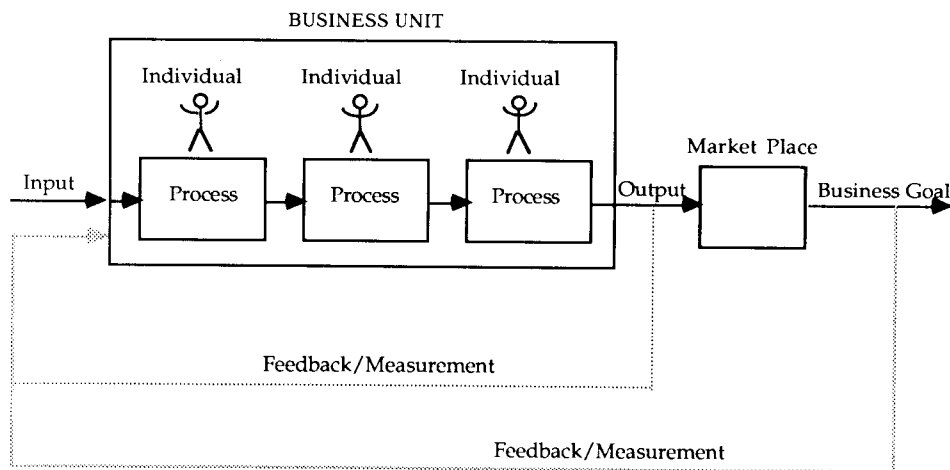 BUSINESS UNIT
Individual
Individual
Individual
Market Place
Input
Process
Process
Process
Output
Business Goal
Feedback/Measurement
Feedback/Measurement